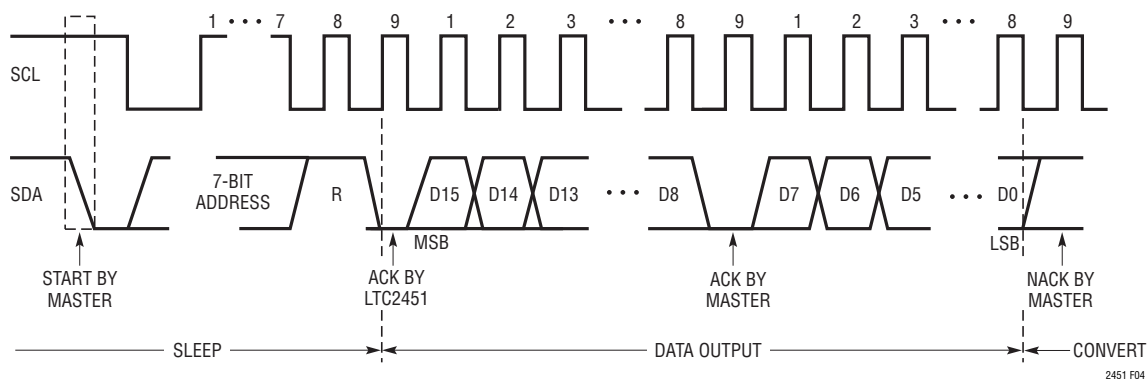 1 ••• 7 8 9 1 2 3 ••• 8 9 1 2 3 ••• 8 9
SCL
SDA
7-BIT
ADDRESS
R
D15 D14 D13 ••• D8 D7 D6 D5 ••• D0
MSB
LSB
START BY
MASTER
ACK BY
LTC2451
ACK BY
MASTER
NACK BY
MASTER
SLEEP
DATA OUTPUT
CONVERT
2451 F04